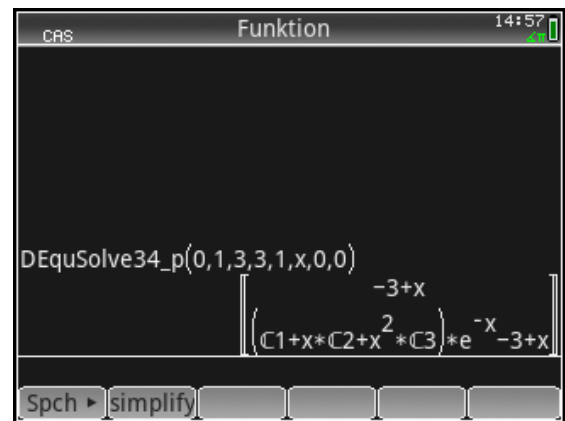 CAS Funktion 14:57
∡π
DEquSolve34_p(0,1,3,3,1,x,0,0)
-3+x
(ℂ1+x*ℂ2+x^2*ℂ3)*e^-x-3+x
Spch ▸ simplify